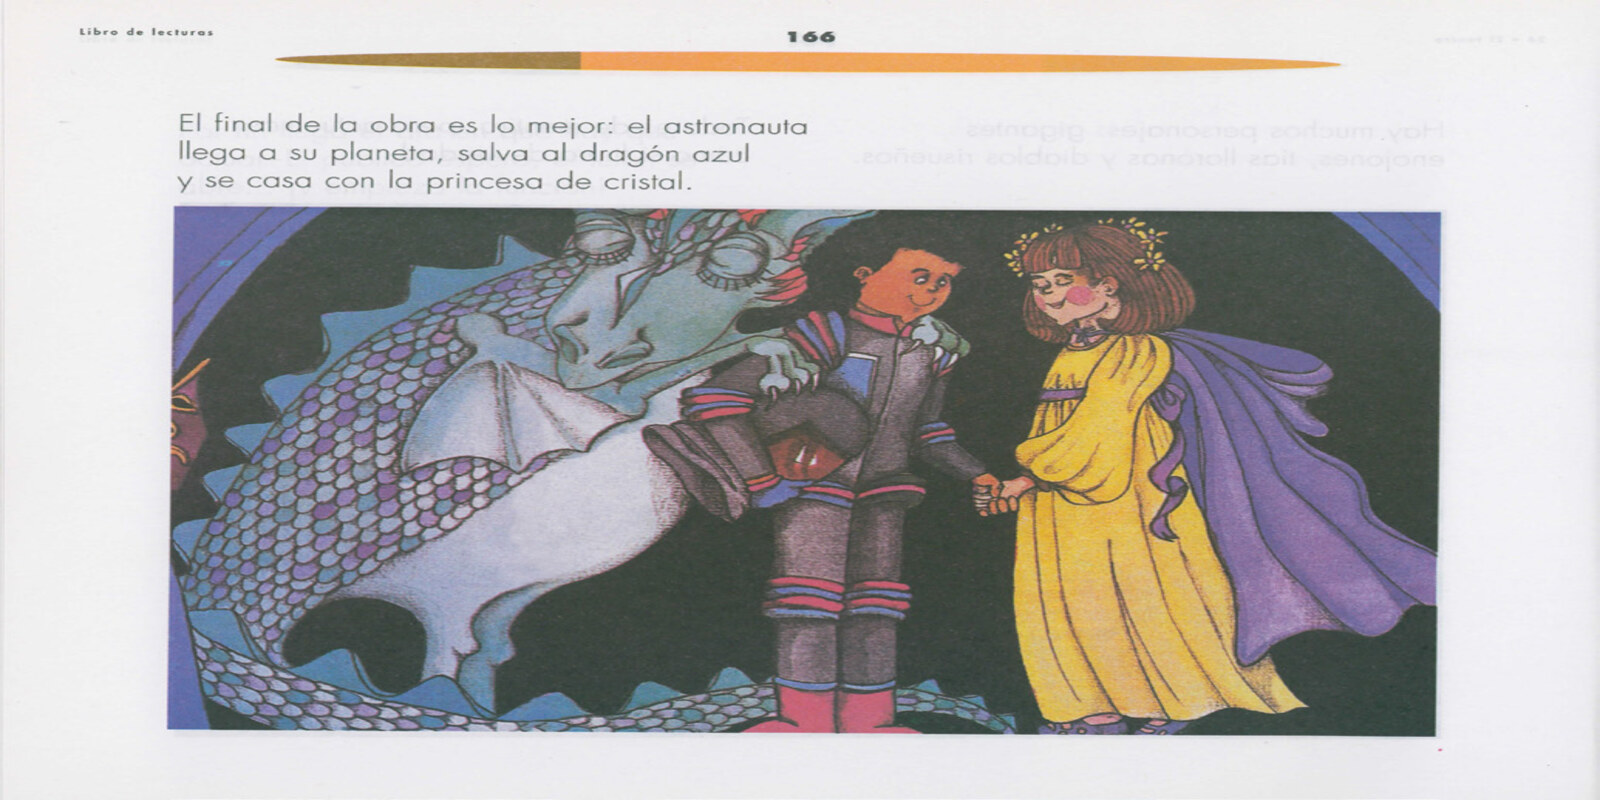 Libro de lecturas
166
El final de la obra es lo mejor: el astronauta
llega a su planeta, salva al dragón azul
y se casa con la princesa de cristal.